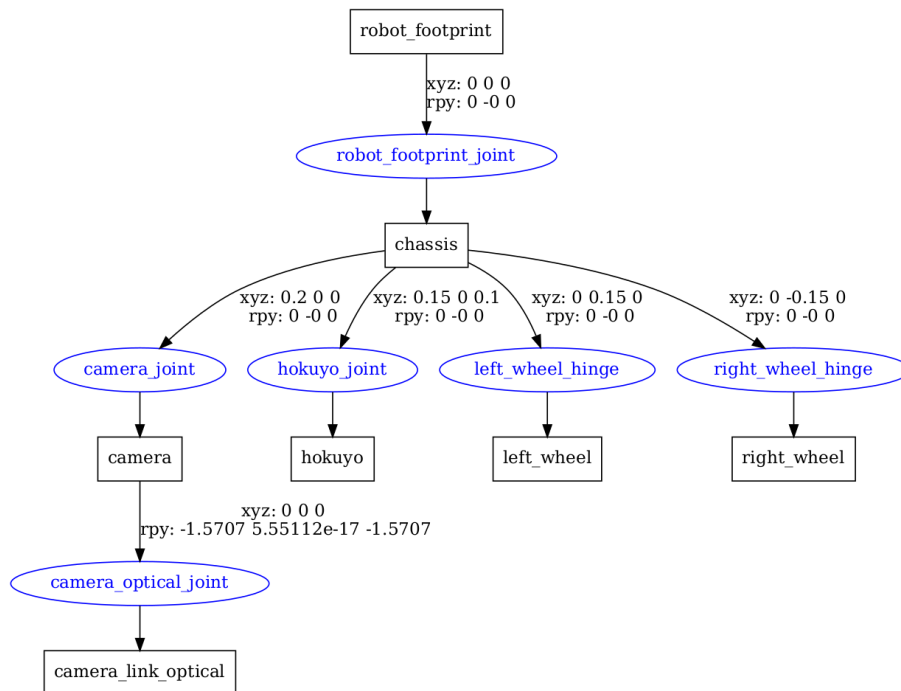 robot_footprint
xyz: 0 0 0
rpy: 0 -0 0
robot_footprint_joint
chassis
xyz: 0.2 0 0
rpy: 0 -0 0
xyz: 0.15 0 0.1
rpy: 0 -0 0
xyz: 0 0.15 0
rpy: 0 -0 0
xyz: 0 -0.15 0
rpy: 0 -0 0
camera_joint
hokuyo_joint
left_wheel_hinge
right_wheel_hinge
camera
hokuyo
left_wheel
right_wheel
xyz: 0 0 0
rpy: -1.5707 5.55112e-17 -1.5707
camera_optical_joint
camera_link_optical